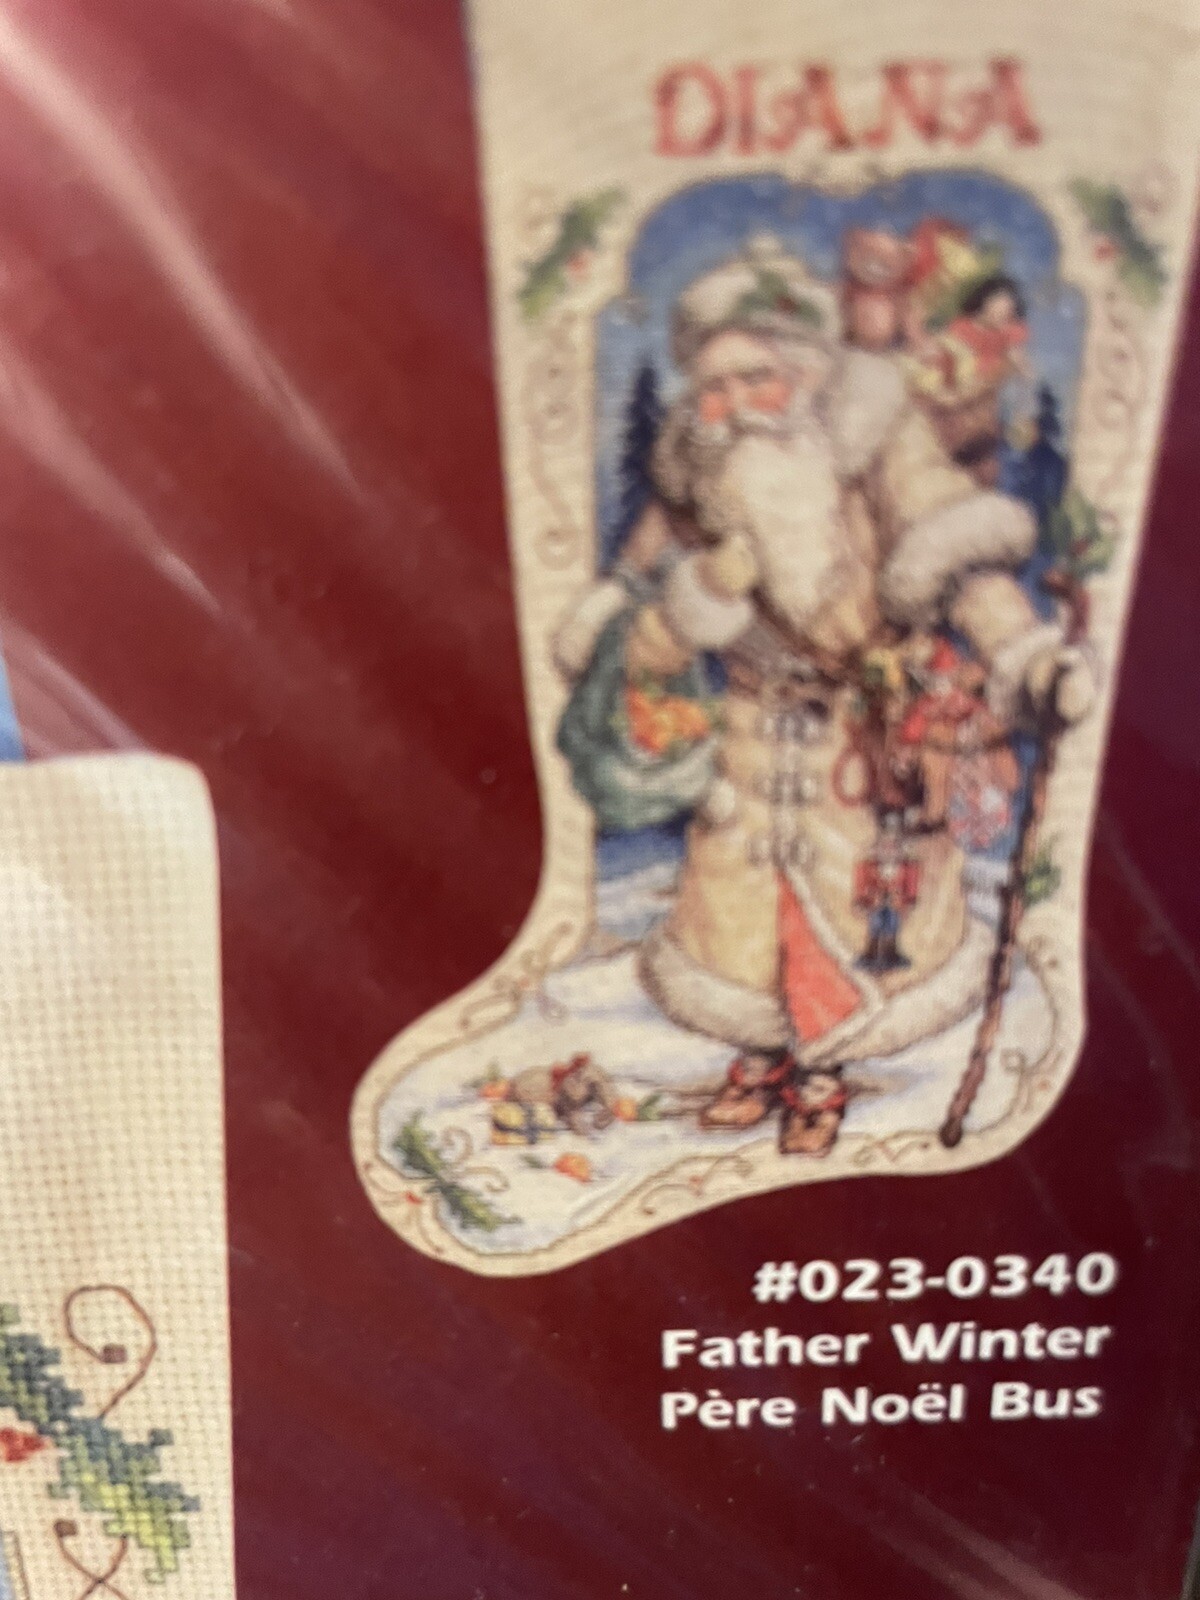 DIANA
#023-0340
Father Winter
Père Noël Bus